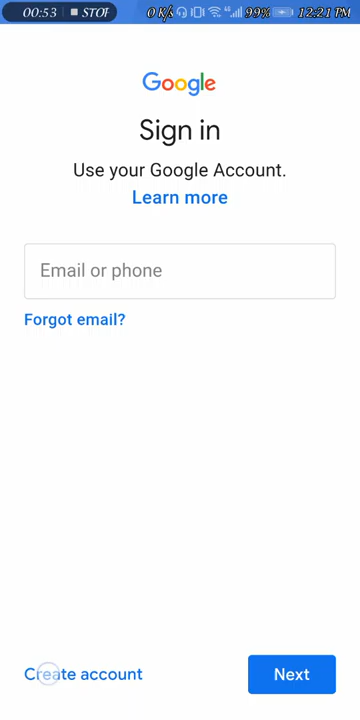 00:53 STOP 0 K/s 4G 99% 12:21 PM
Google
Sign in
Use your Google Account.
Learn more
Email or phone
Forgot email?
Create account Next